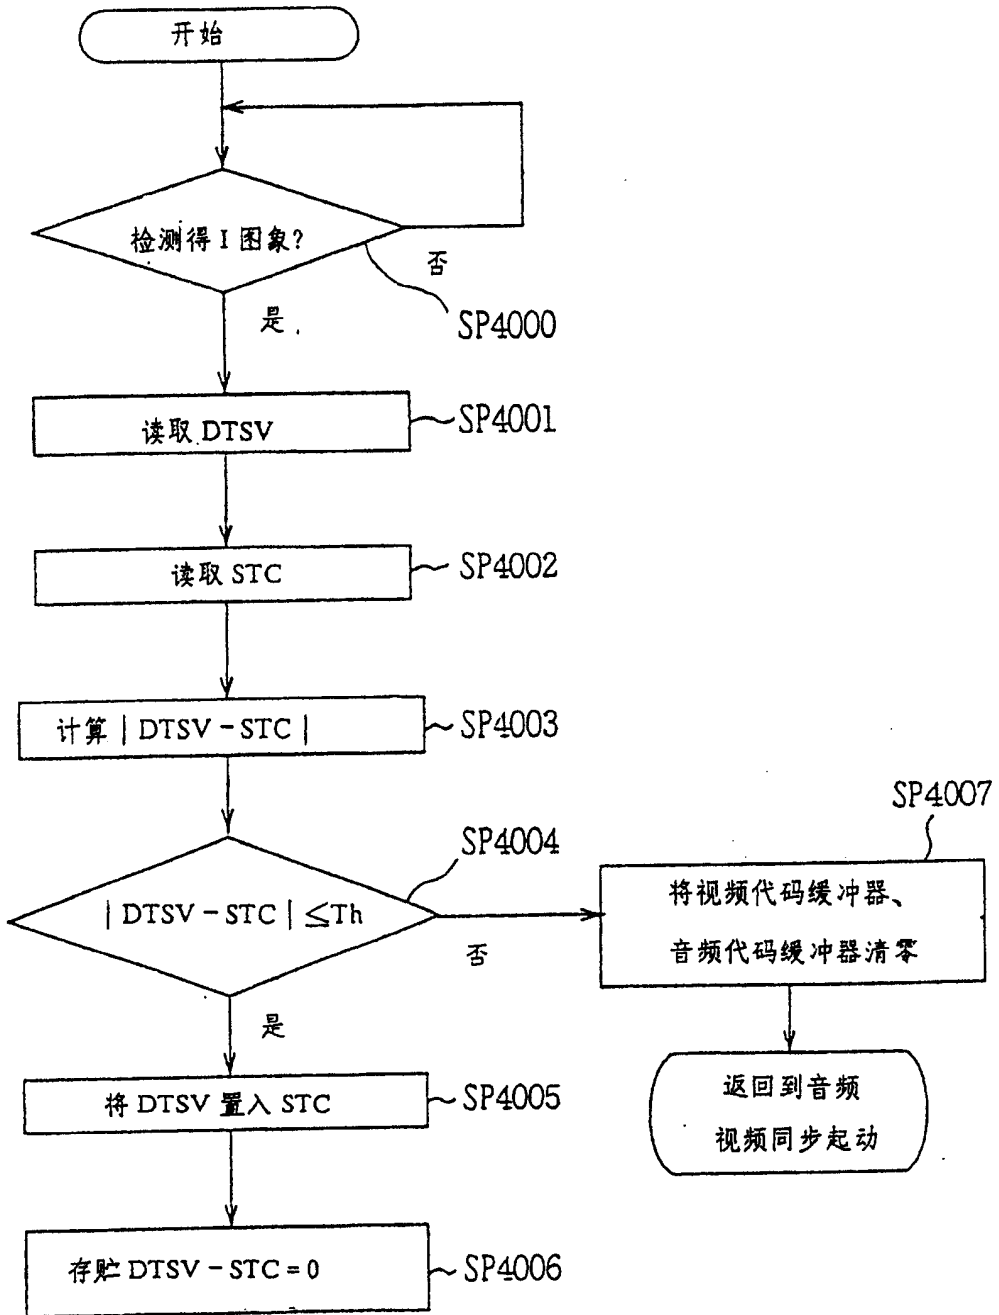 开始
检测得 I 图象?
否
是
SP4000
读取 DTSV
SP4001
读取 STC
SP4002
计算 | DTSV - STC |
SP4003
SP4004
| DTSV - STC | ≤Th
否
是
SP4007
将视频代码缓冲器、
音频代码缓冲器清零
返回到音频
视频同步起动
将 DTSV 置入 STC
SP4005
存贮 DTSV - STC = 0
SP4006